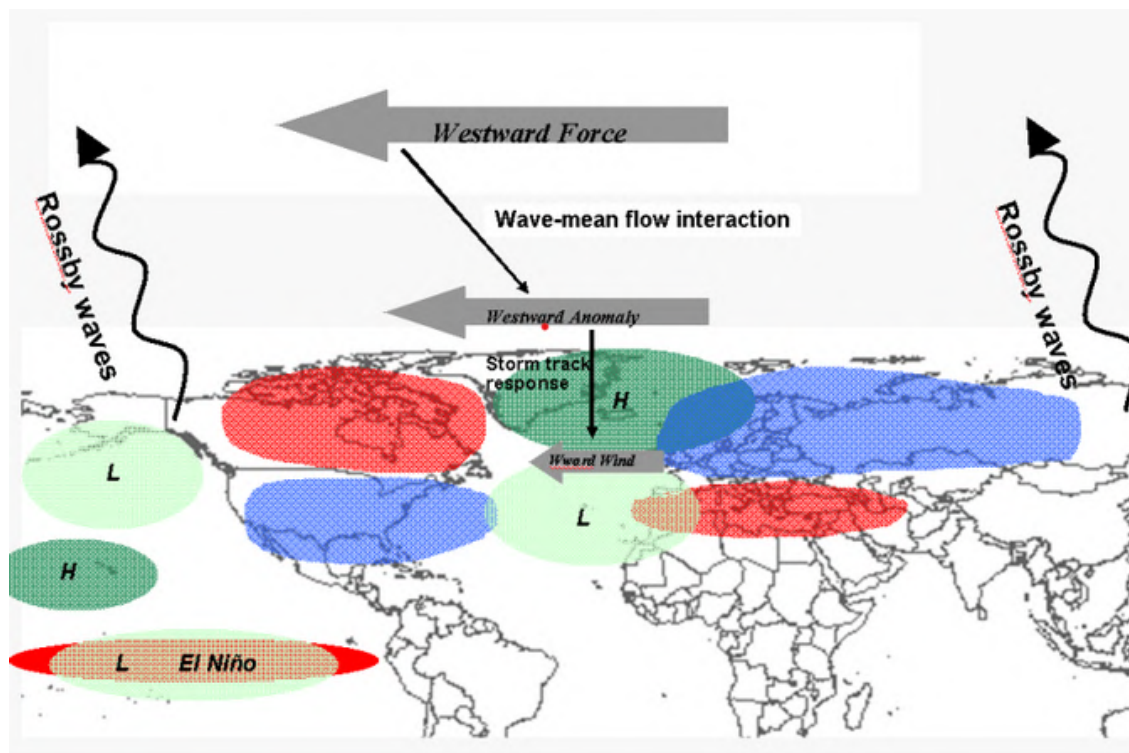 Westward Force
Rossby waves
Wave-mean flow interaction
Rossby waves
Westward Anomaly
Storm track
response
H
L
Wward Wind
L
H
L El Niño